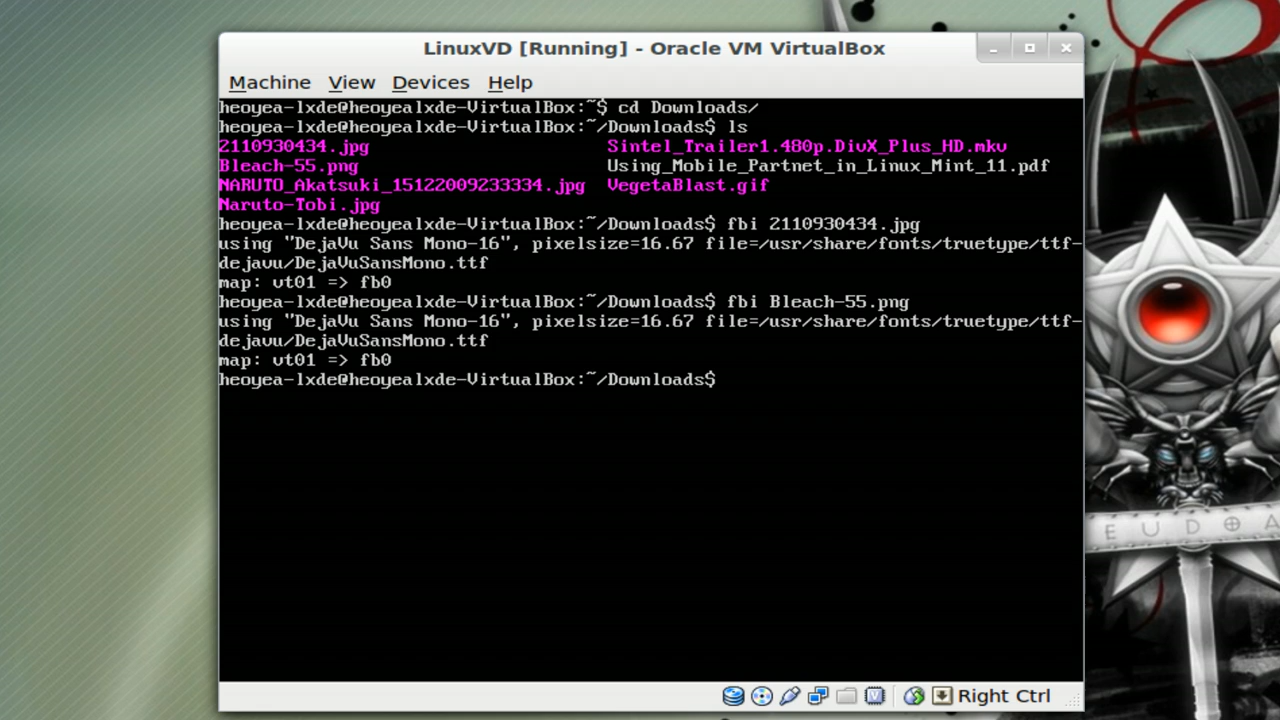 LinuxVD [Running] - Oracle VM VirtualBox
Machine View Devices Help
heoyea-lxde@heoyealxde-VirtualBox:~$ cd Downloads/
heoyea-lxde@heoyealxde-VirtualBox:~/Downloads$ ls
2110930434.jpg Sintel_Trailer1.480p.DivX_Plus_HD.mkv
Bleach-55.png Using_Mobile_Partnet_in_Linux_Mint_11.pdf
NARUTO_Akatsuki_15122009233334.jpg VegetaBlast.gif
Naruto-Tobi.jpg
heoyea-lxde@heoyealxde-VirtualBox:~/Downloads$ fbi 2110930434.jpg
using "DejaVu Sans Mono-16", pixelsize=16.67 file=/usr/share/fonts/truetype/ttf-
dejavu/DejaVuSansMono.ttf
map: vt01 => fb0
heoyea-lxde@heoyealxde-VirtualBox:~/Downloads$ fbi Bleach-55.png
using "DejaVu Sans Mono-16", pixelsize=16.67 file=/usr/share/fonts/truetype/ttf-
dejavu/DejaVuSansMono.ttf
map: vt01 => fb0
heoyea-lxde@heoyealxde-VirtualBox:~/Downloads$
E U D O A
Right Ctrl